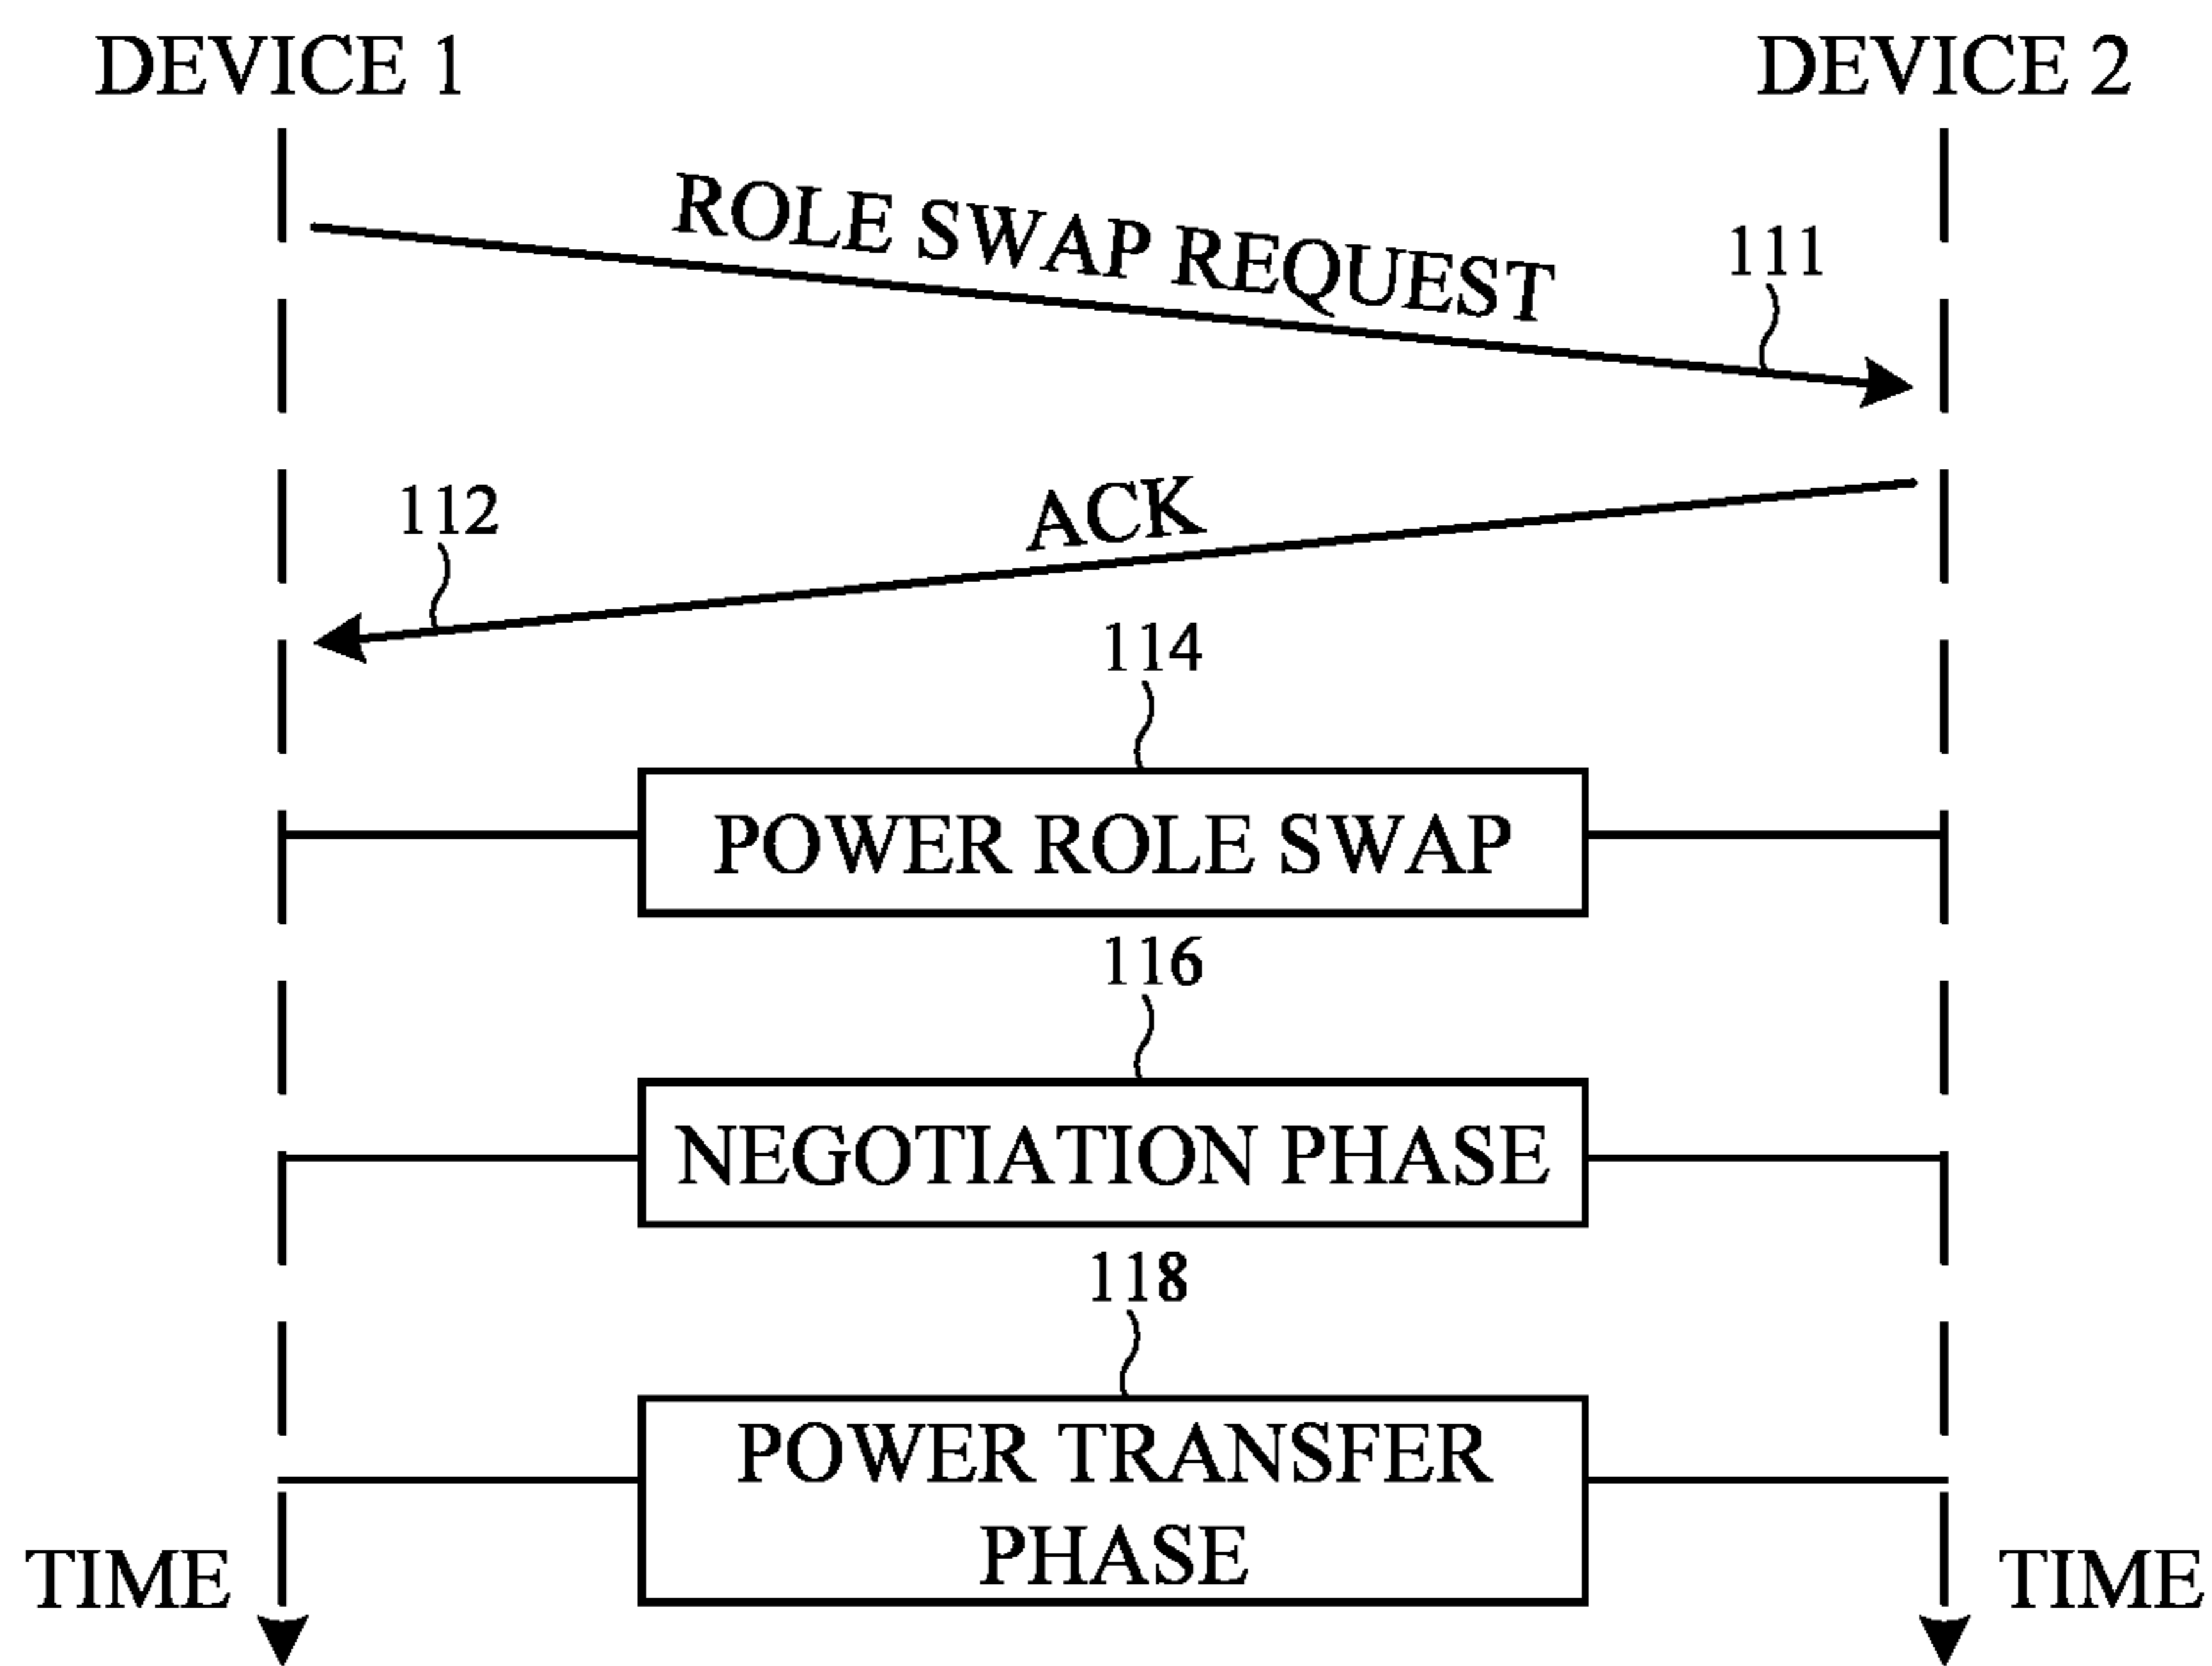 DEVICE 1
DEVICE 2
ROLE SWAP REQUEST
111
ACK
112
114
POWER ROLE SWAP
116
NEGOTIATION PHASE
118
POWER TRANSFER
PHASE
TIME
TIME